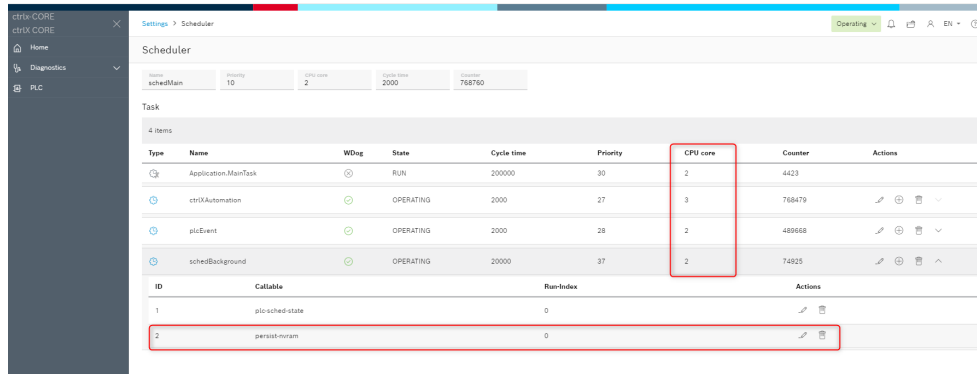 ctrlx-CORE
ctrlX CORE
Home
Diagnostics
PLC
Settings > Scheduler
Operating
EN
Scheduler
Name Priority CPU core Cycle time Counter
schedMain 10 2 2000 768760
Task
4 items
Type Name WDog State Cycle time Priority CPU core Counter Actions
Application.MainTask RUN 200000 30 2 4423
ctrlXAutomation OPERATING 2000 27 3 768479
plcEvent OPERATING 2000 28 2 489668
schedBackground OPERATING 20000 37 2 74925
ID Callable Run-Index Actions
1 plc-sched-state 0
2 persist-nvram 0